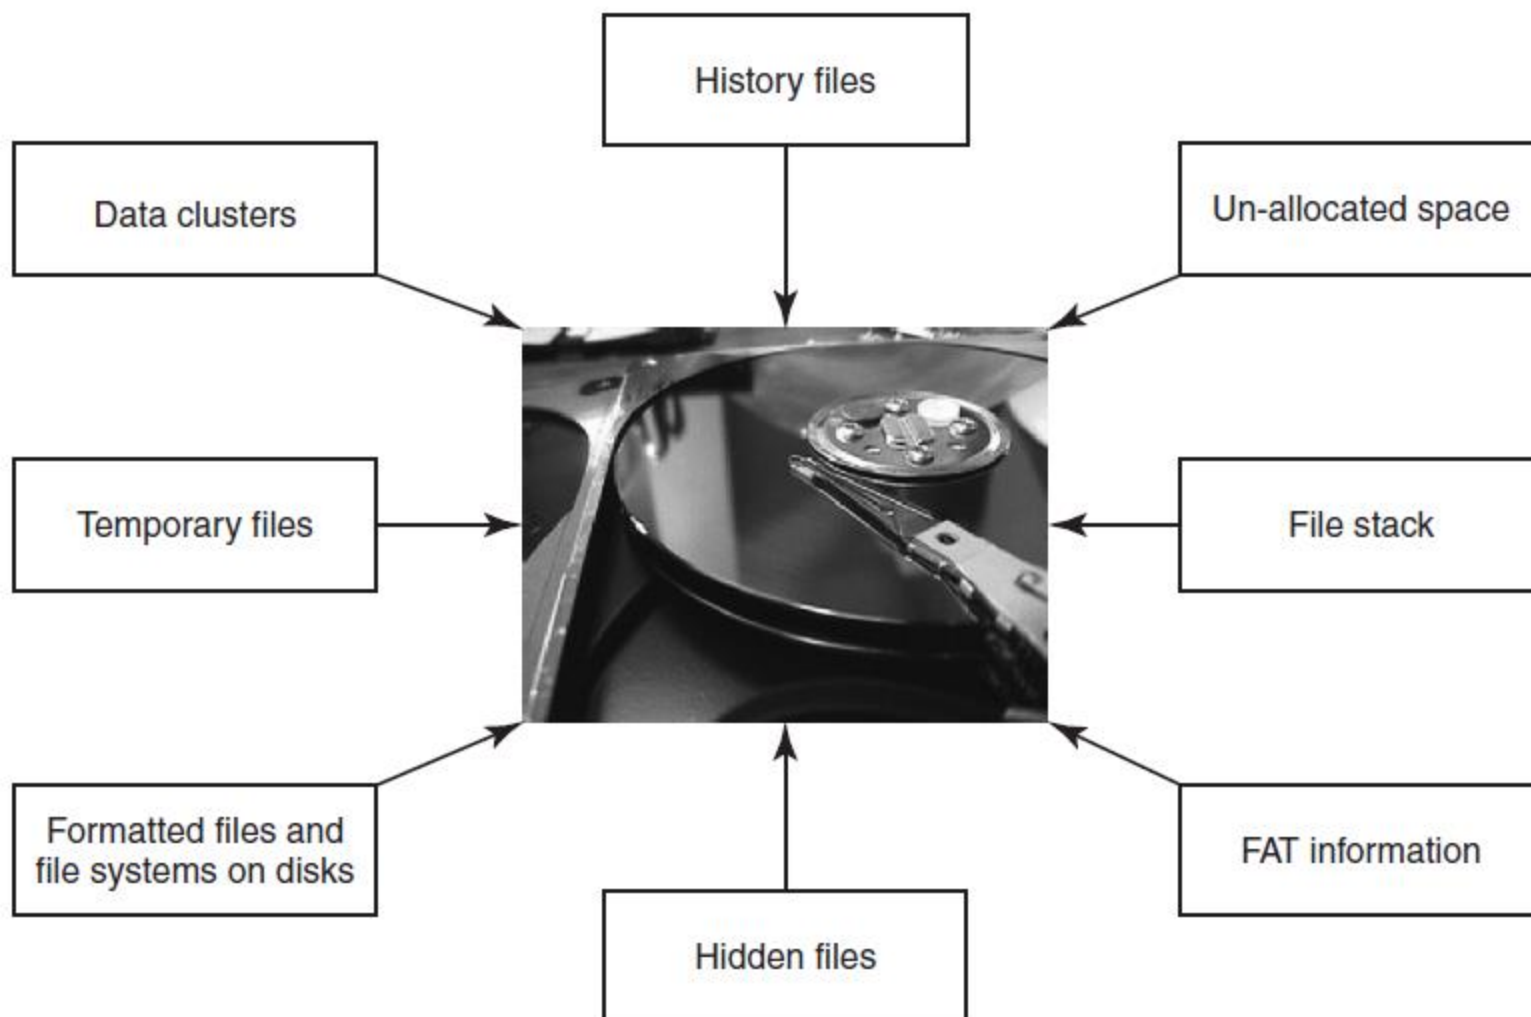 History files
Data clusters
Un-allocated space
Temporary files
File stack
Formatted files and
file systems on disks
FAT information
Hidden files